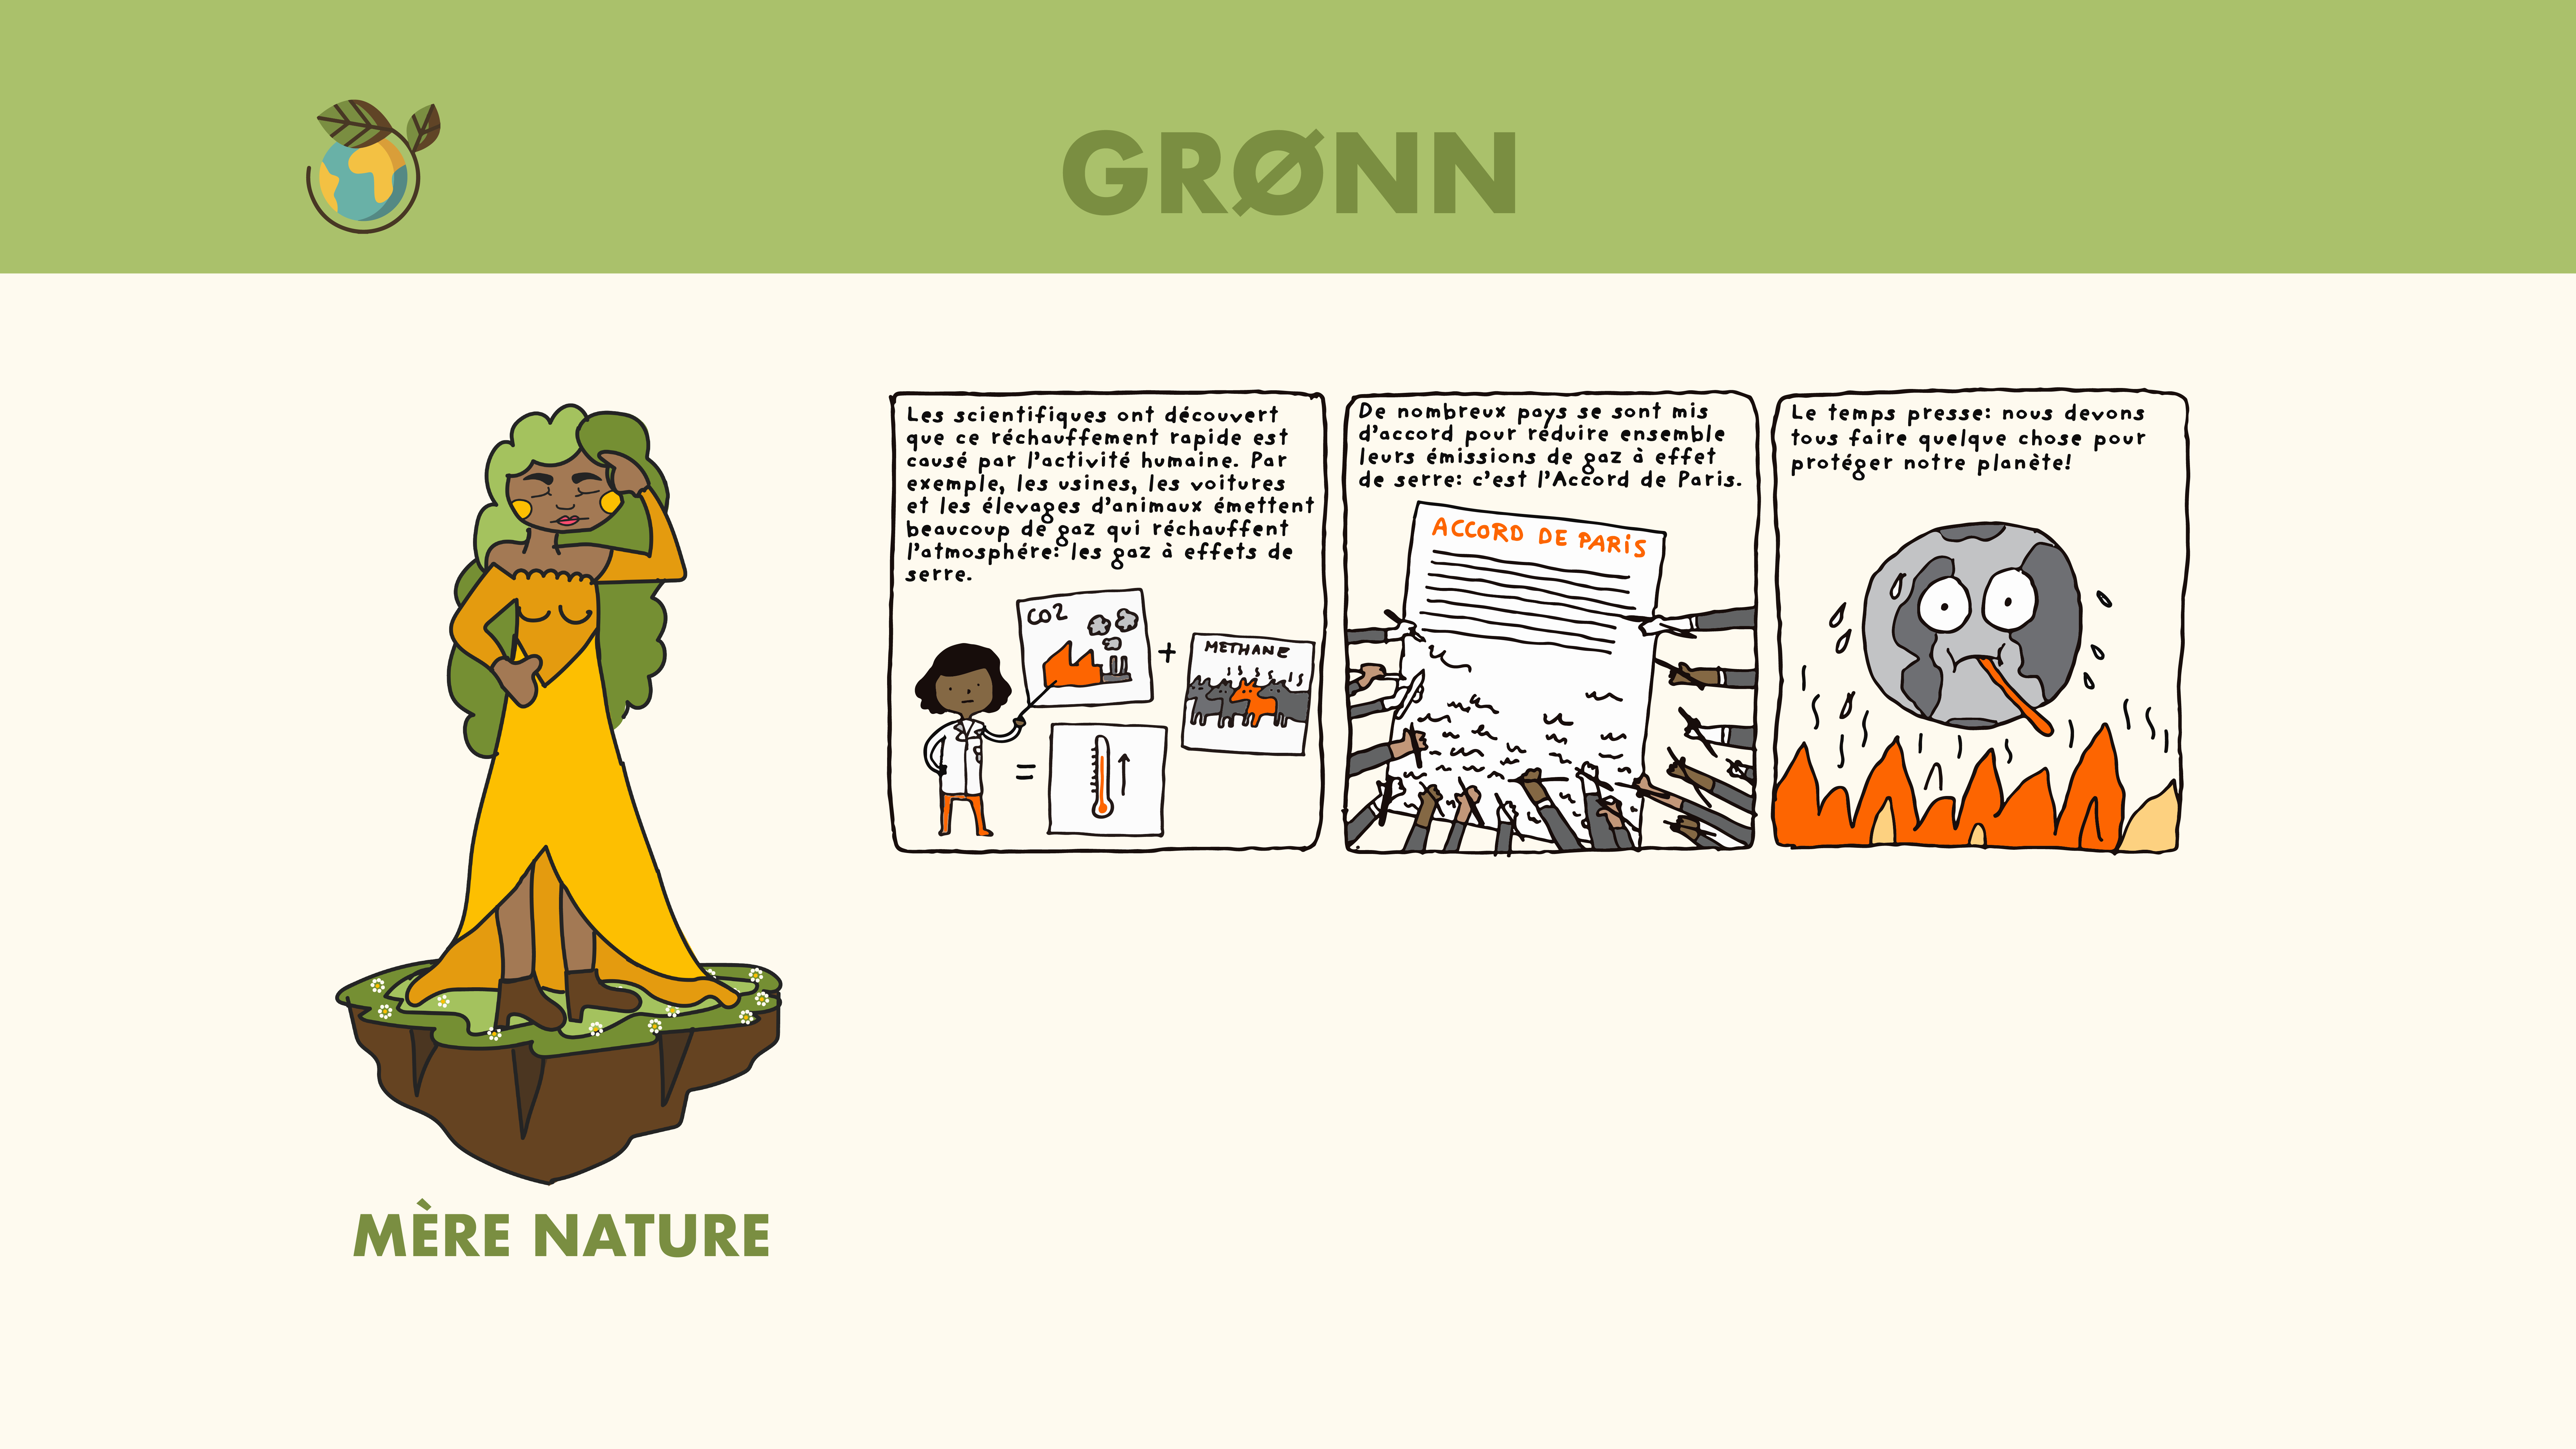 GRØNN
Les scientifiques ont découvert
que ce réchauffement rapide est
causé par l'activité humaine. Par
exemple, les usines, les voitures
et les élevages d'animaux émettent
beaucoup de gaz qui réchauffent
l'atmosphére: les gaz à effets de
serre.
CO2
+
METHANE
=
De nombreux pays se sont mis
d'accord pour réduire ensemble
leurs émissions de gaz à effet
de serre: c'est l'Accord de Paris.
ACCORD DE PARiS
Le temps presse: nous devons
tous faire quelque chose pour
protéger notre planète!
MÈRE NATURE